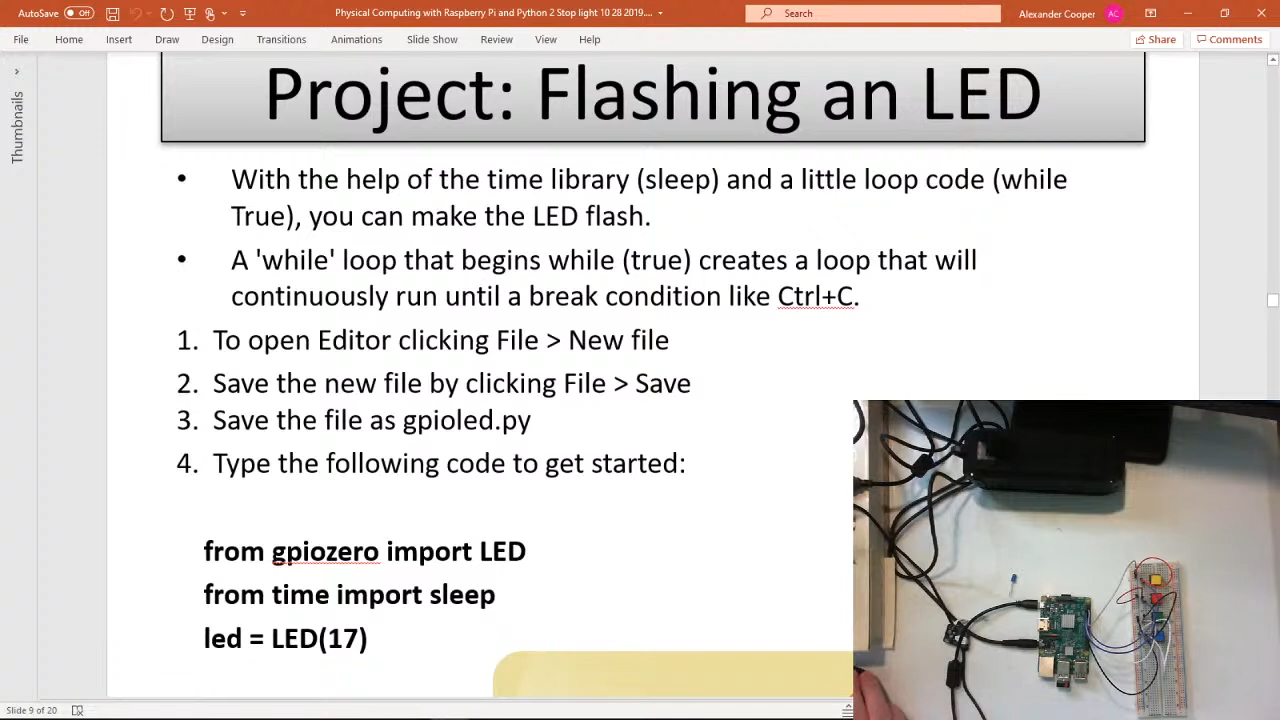 AutoSave Off
Physical Computing with Raspberry Pi and Python 2 Stop light 10 28 2019....
Search
Alexander Cooper AC
File Home Insert Draw Design Transitions Animations Slide Show Review View Help Share Comments
Thumbnails
Project: Flashing an LED
• With the help of the time library (sleep) and a little loop code (while
True), you can make the LED flash.
• A 'while' loop that begins while (true) creates a loop that will
continuously run until a break condition like Ctrl+C.
1. To open Editor clicking File > New file
2. Save the new file by clicking File > Save
3. Save the file as gpioled.py
4. Type the following code to get started:
from gpiozero import LED
from time import sleep
led = LED(17)
Slide 9 of 20